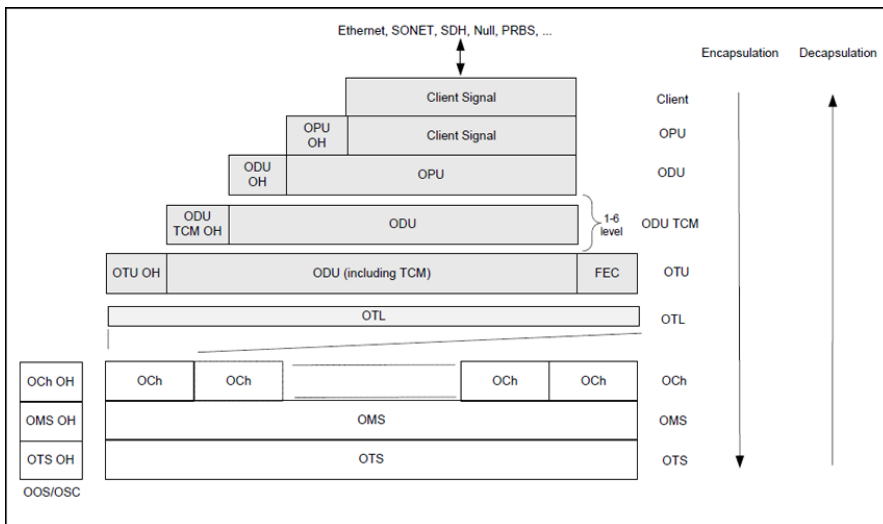 Ethernet, SONET, SDH, Null, PRBS, ...
Encapsulation
Decapsulation
Client Signal
Client
OPU
OH
Client Signal
OPU
ODU
OH
OPU
ODU
ODU
TCM OH
ODU
1-6
level
ODU TCM
OTU OH
ODU (including TCM)
FEC
OTU
OTL
OTL
OCh OH
OCh
OCh
OCh
OCh
OCh
OMS OH
OMS
OMS
OTS OH
OTS
OTS
OOS/OSC